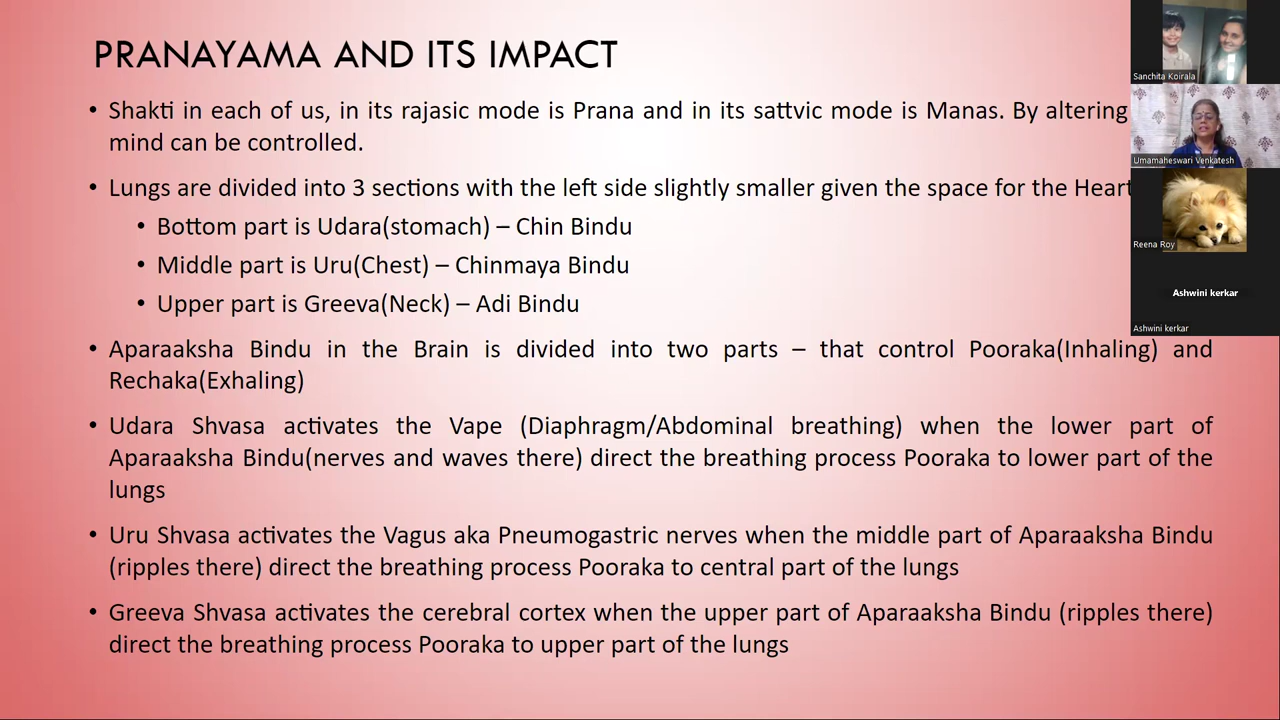 PRANAYAMA AND ITS IMPACT
• Shakti in each of us, in its rajasic mode is Prana and in its sattvic mode is Manas. By altering
mind can be controlled.
• Lungs are divided into 3 sections with the left side slightly smaller given the space for the Heart
• Bottom part is Udara(stomach) – Chin Bindu
• Middle part is Uru(Chest) – Chinmaya Bindu
• Upper part is Greeva(Neck) – Adi Bindu
• Aparaaksha Bindu in the Brain is divided into two parts – that control Pooraka(Inhaling) and
Rechaka(Exhaling)
• Udara Shvasa activates the Vape (Diaphragm/Abdominal breathing) when the lower part of
Aparaaksha Bindu(nerves and waves there) direct the breathing process Pooraka to lower part of the
lungs
• Uru Shvasa activates the Vagus aka Pneumogastric nerves when the middle part of Aparaaksha Bindu
(ripples there) direct the breathing process Pooraka to central part of the lungs
• Greeva Shvasa activates the cerebral cortex when the upper part of Aparaaksha Bindu (ripples there)
direct the breathing process Pooraka to upper part of the lungs
Sanchita Koirala
Umamaheswari Venkatesh
Reena Roy
Ashwini kerkar
Ashwini kerkar